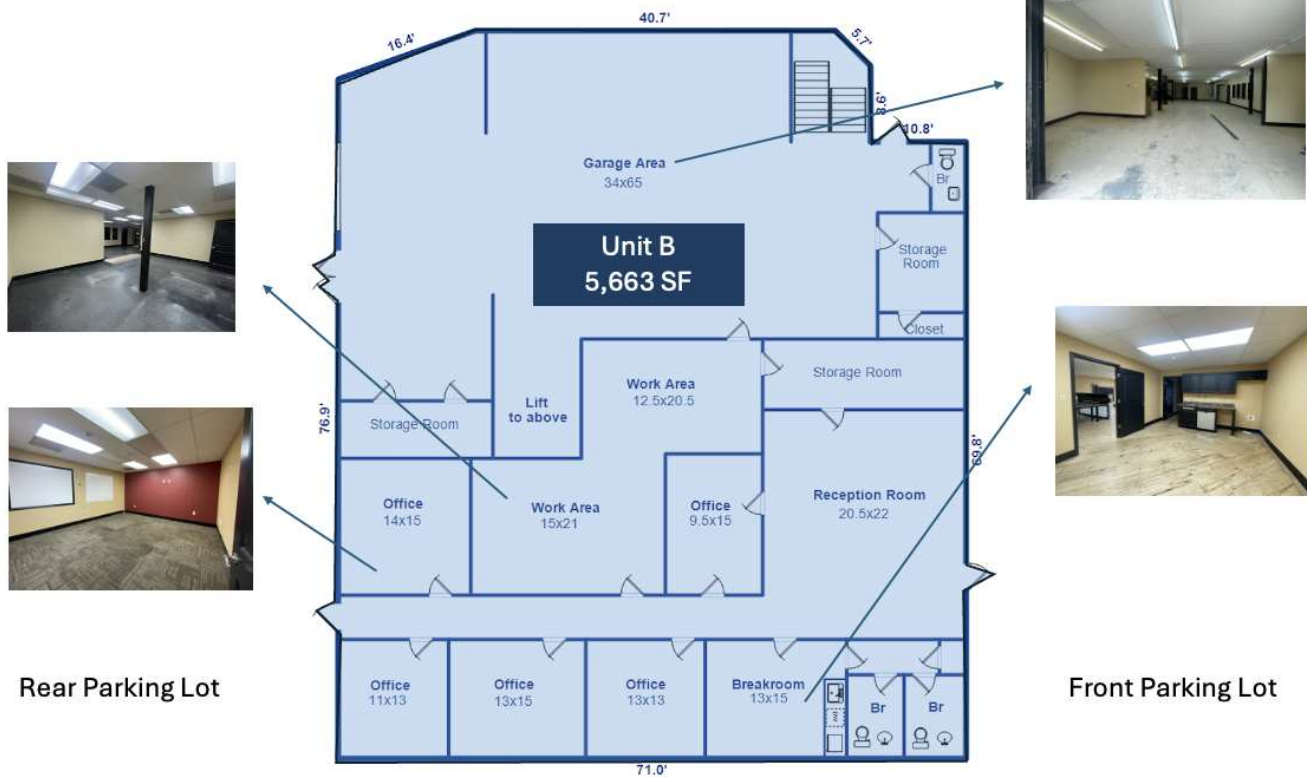 40.7'
16.4'
5.7'
9.8'
10.8'
Garage Area
34x65
Br
Unit B
5,663 SF
Storage
Room
Closet
Storage Room
Work Area
12.5x20.5
Lift
to above
Storage Room
76.9'
69.8'
Office
14x15
Work Area
15x21
Office
9.5x15
Reception Room
20.5x22
Office
11x13
Office
13x15
Office
13x13
Breakroom
13x15
Br
Br
Rear Parking Lot
Front Parking Lot
71.0'